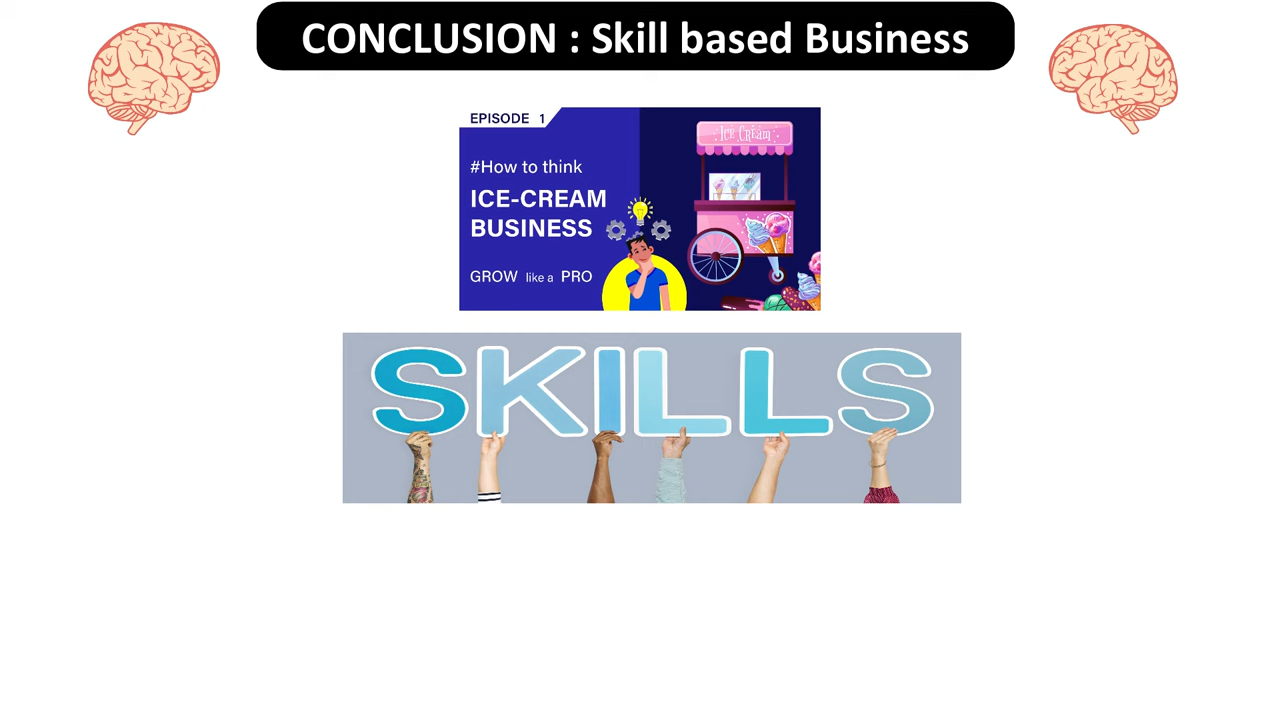 CONCLUSION : Skill based Business
EPISODE 1
#How to think
ICE-CREAM
BUSINESS
GROW like a PRO
ICE CREAM
SKILLS